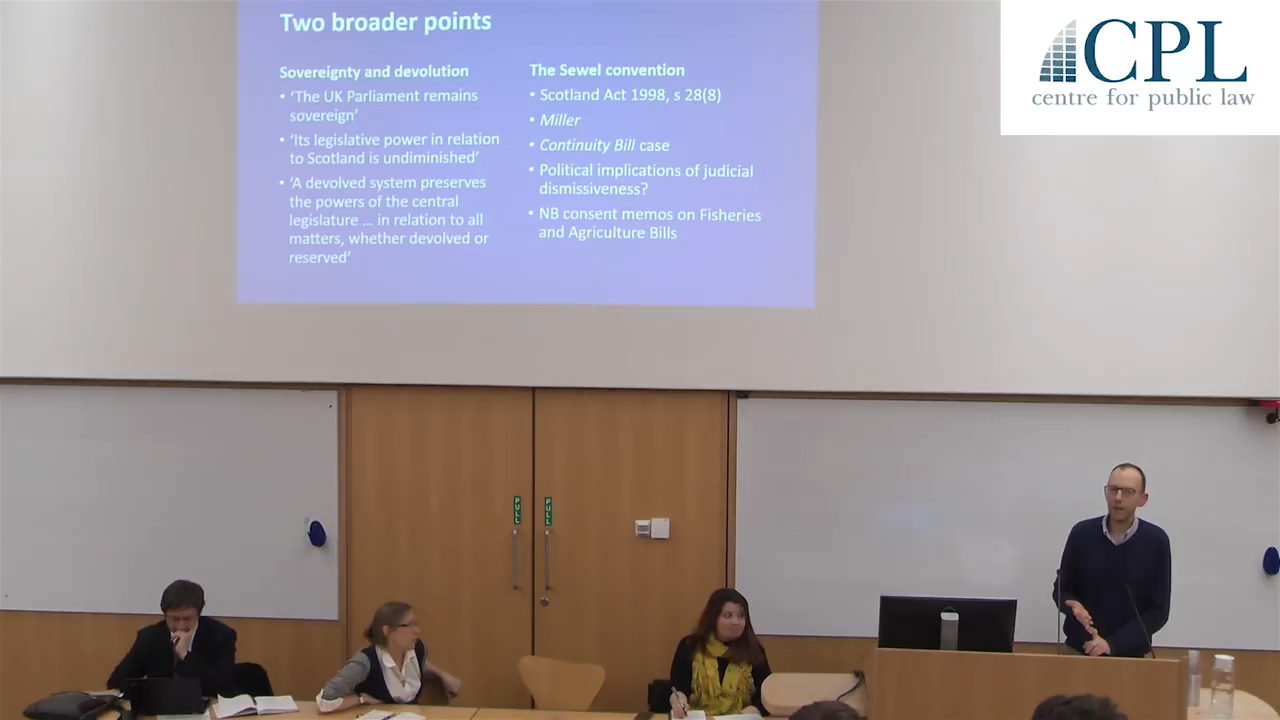 Two broader points
Sovereignty and devolution
• 'The UK Parliament remains
sovereign'
• 'Its legislative power in relation
to Scotland is undiminished'
• 'A devolved system preserves
the powers of the central
legislature … in relation to all
matters, whether devolved or
reserved'
The Sewel convention
• Scotland Act 1998, s 28(8)
• Miller
• Continuity Bill case
• Political implications of judicial
dismissiveness?
• NB consent memos on Fisheries
and Agriculture Bills
CPL
centre for public law
PULL
PULL